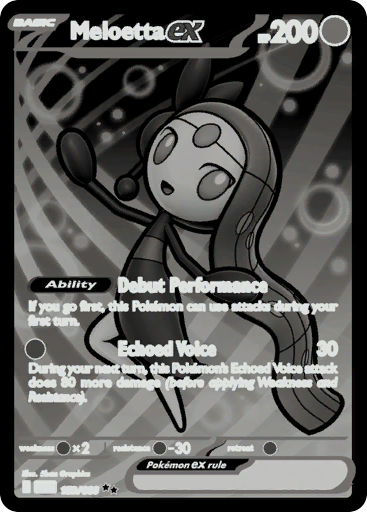 BASIC
Meloetta ex HP 200
Ability Debut Performance
If you go first, this Pokémon can use attacks during your
first turn.
Echoed Voice 30
During your next turn, this Pokémon's Echoed Voice attack
does 80 more damage (before applying Weakness and
Resistance).
weakness ×2 resistance -30 retreat
Pokémon ex rule